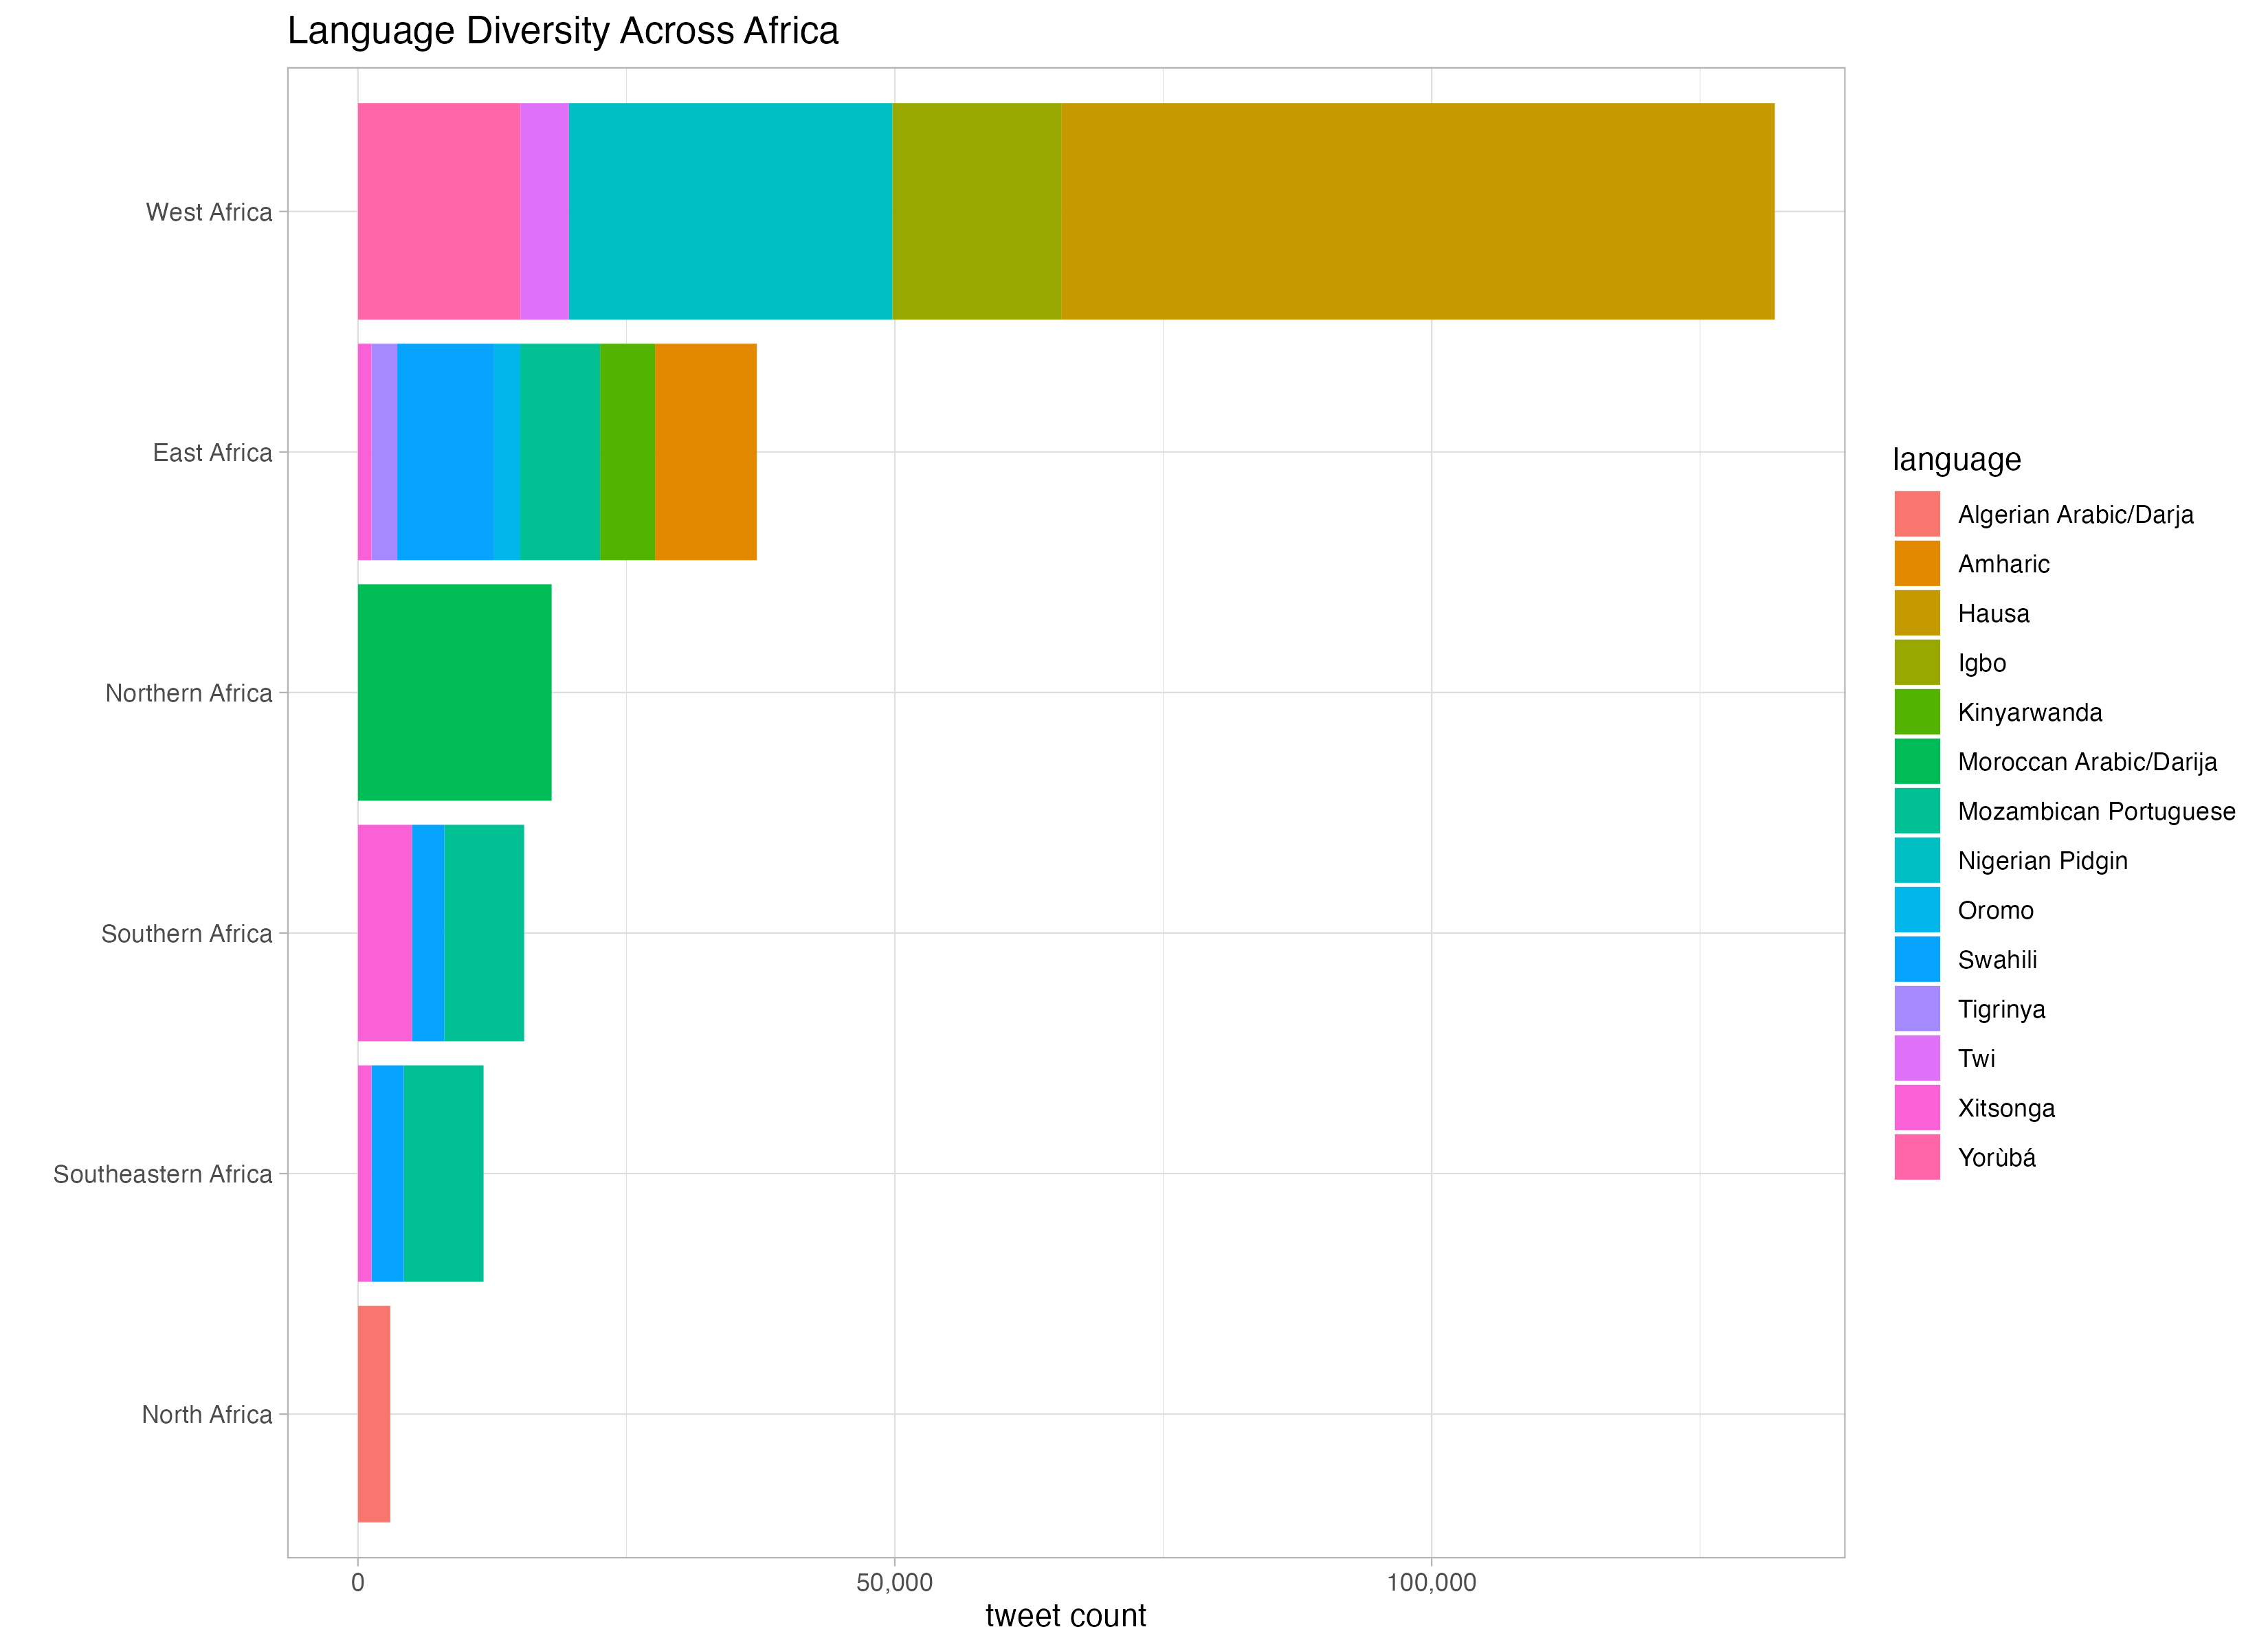 Language Diversity Across Africa
West Africa
East Africa
Northern Africa
Southern Africa
Southeastern Africa
North Africa
0
50,000
100,000
tweet count
language
Algerian Arabic/Darja
Amharic
Hausa
Igbo
Kinyarwanda
Moroccan Arabic/Darija
Mozambican Portuguese
Nigerian Pidgin
Oromo
Swahili
Tigrinya
Twi
Xitsonga
Yorùbá